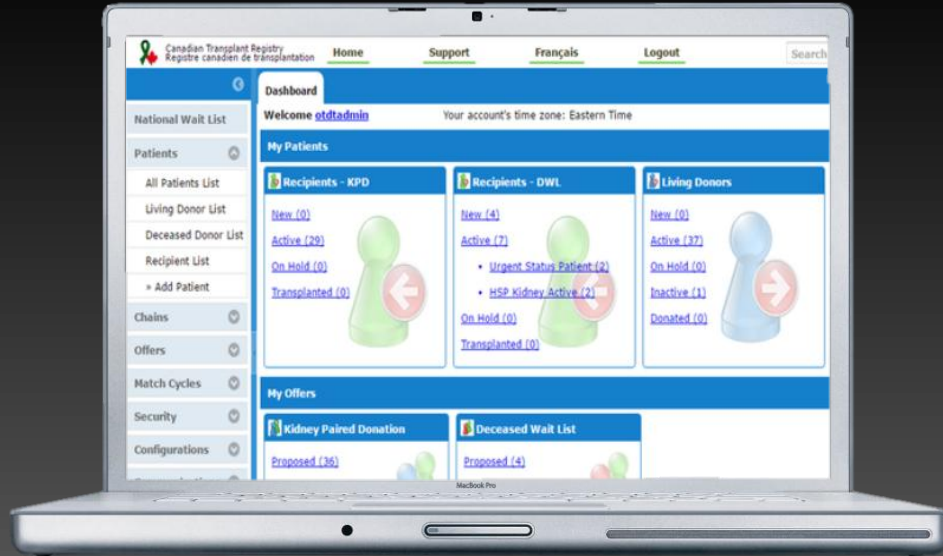 Canadian Transplant Registry
Registre canadien de transplantation
Home
Support
Français
Logout
Search
Dashboard
Welcome otdtadmin
Your account's time zone: Eastern Time
National Wait List
Patients
All Patients List
Living Donor List
Deceased Donor List
Recipient List
» Add Patient
Chains
Offers
Match Cycles
Security
Configurations
My Patients
Recipients - KPD
New (0)
Active (29)
On Hold (0)
Transplanted (0)
Recipients - DWL
New (4)
Active (7)
• Urgent Status Patient (2)
• HSP Kidney Active (2)
On Hold (0)
Transplanted (0)
Living Donors
New (0)
Active (37)
On Hold (0)
Inactive (1)
Donated (0)
My Offers
Kidney Paired Donation
Proposed (36)
Deceased Wait List
Proposed (4)
MacBook Pro